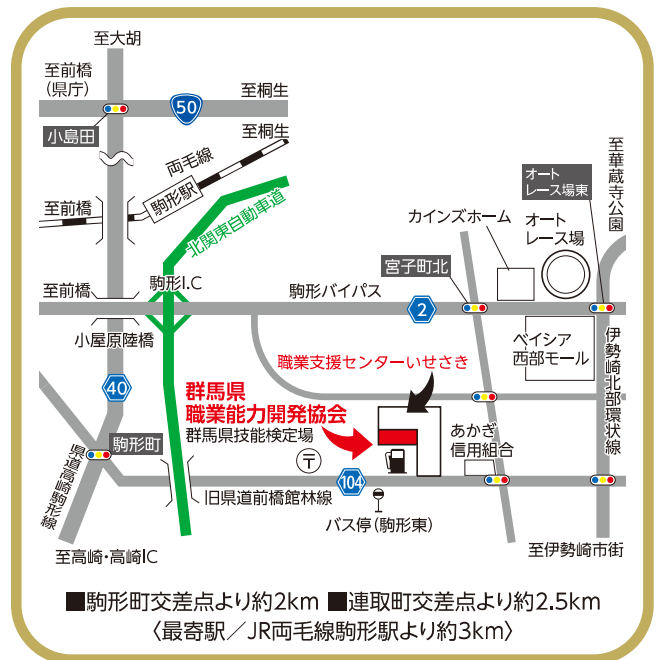 至大胡
至前橋
(県庁)
至桐生
50
小島田
至桐生
両毛線
駒形駅
至前橋
北関東自動車道
至華蔵寺公園
オート
レース場東
カインズホーム
オート
レース場
宮子町北
駒形I.C
至前橋
駒形バイパス
2
小屋原陸橋
ベイシア
西部モール
伊勢崎北部環状線
職業支援センターいせさき
40
群馬県
職業能力開発協会
群馬県技能検定場
あかぎ
信用組合
駒形町
〒
104
県道高崎駒形線
旧県道前橋館林線
バス停(駒形東)
至高崎・高崎IC
至伊勢崎市街
■駒形町交差点より約2km ■連取町交差点より約2.5km
〈最寄駅/JR両毛線駒形駅より約3km〉